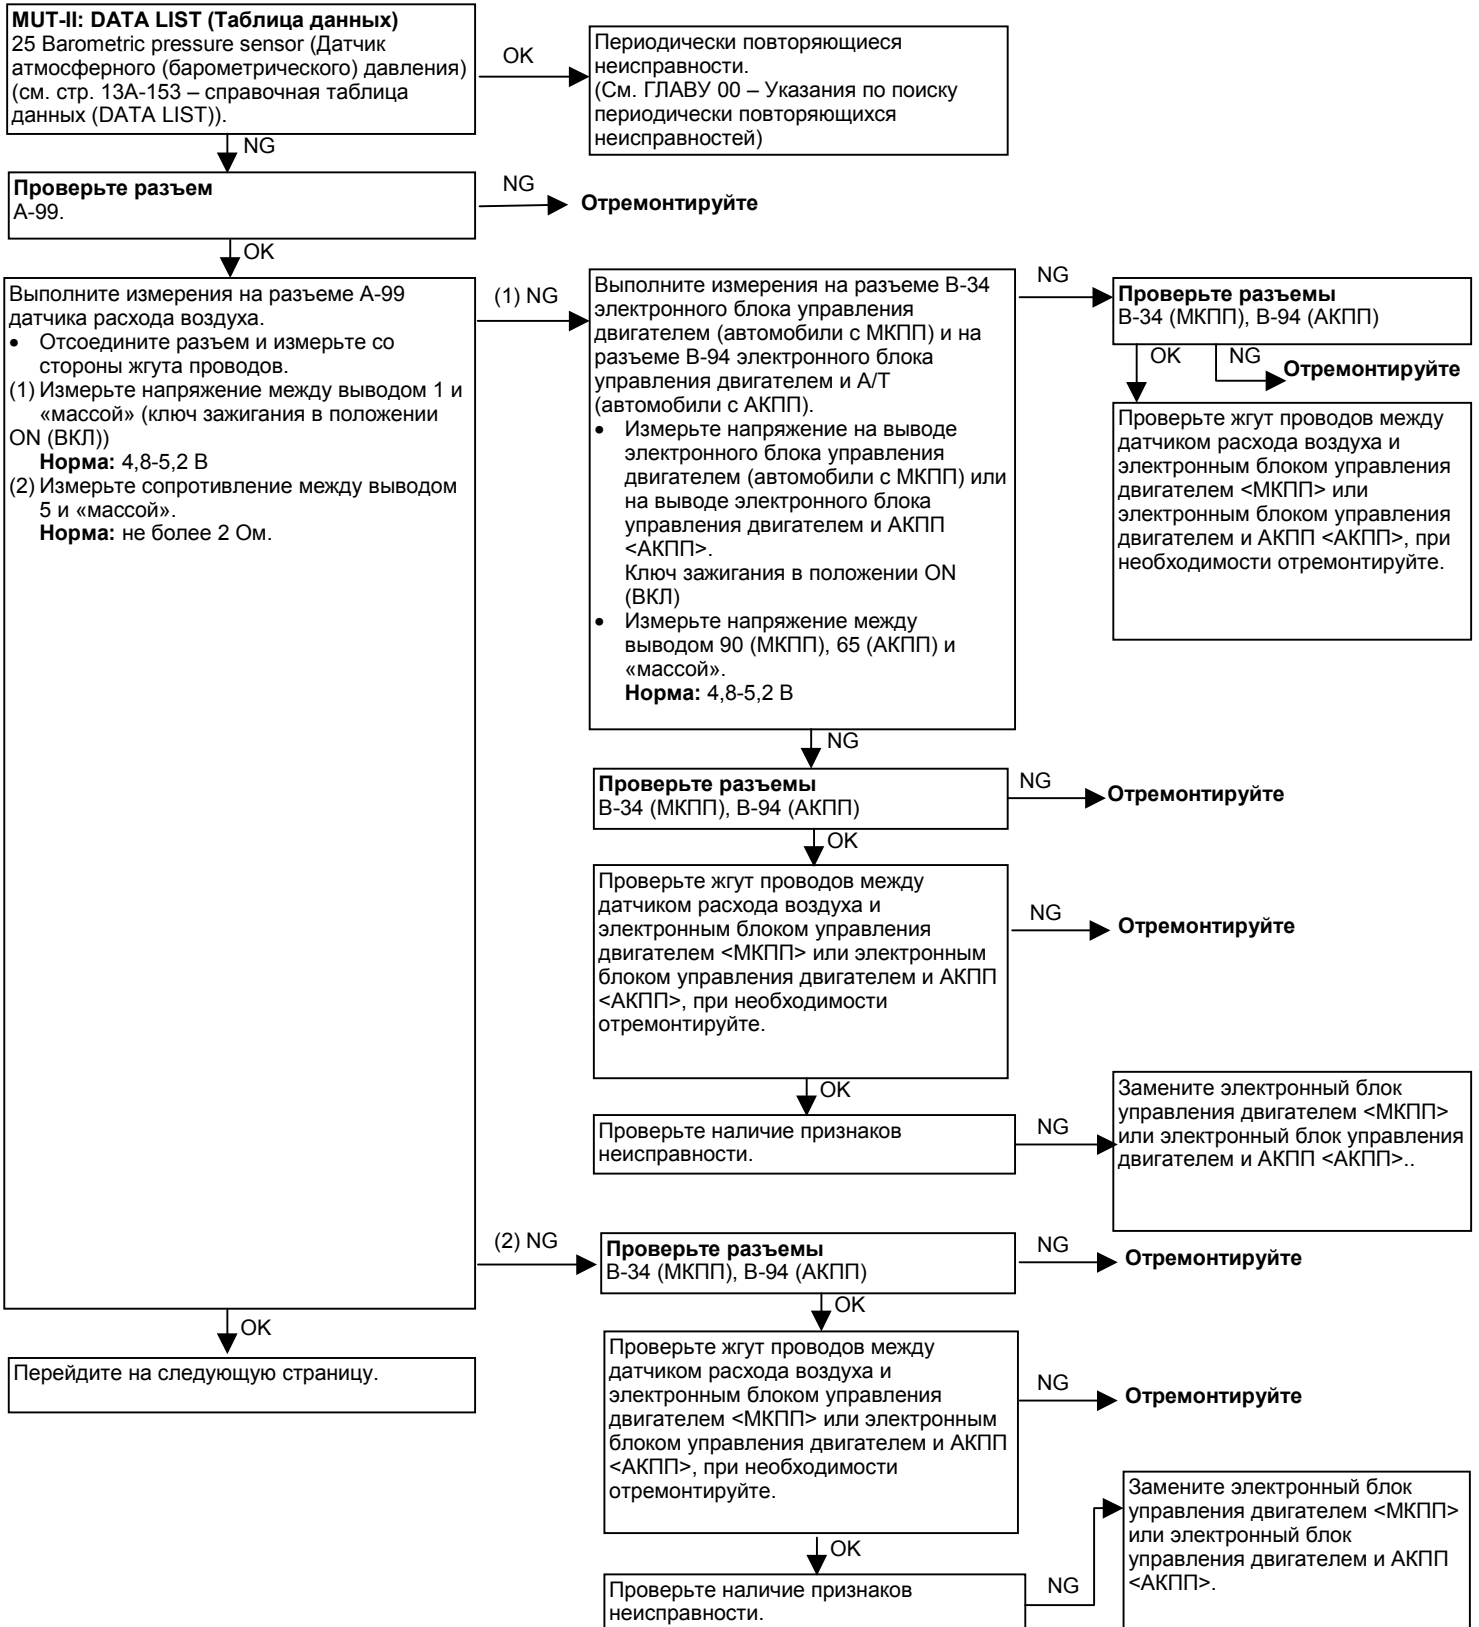 MUT-II: DATA LIST (Таблица данных)
25 Barometric pressure sensor (Датчик
атмосферного (барометрического) давления)
(см. стр. 13A-153 – справочная таблица
данных (DATA LIST)).
OK
Периодически повторяющиеся
неисправности.
(См. ГЛАВУ 00 – Указания по поиску
периодически повторяющихся
неисправностей)
NG
Проверьте разъем
A-99.
NG
Отремонтируйте
OK
Выполните измерения на разъеме A-99
датчика расхода воздуха.
• Отсоедините разъем и измерьте со
стороны жгута проводов.
(1) Измерьте напряжение между выводом 1 и
«массой» (ключ зажигания в положении
ON (ВКЛ))
Норма: 4,8-5,2 В
(2) Измерьте сопротивление между выводом
5 и «массой».
Норма: не более 2 Ом.
(1) NG
Выполните измерения на разъеме B-34
электронного блока управления
двигателем (автомобили с МКПП) и на
разъеме B-94 электронного блока
управления двигателем и A/T
(автомобили с АКПП).
• Измерьте напряжение на выводе
электронного блока управления
двигателем (автомобили с МКПП) или
на выводе электронного блока
управления двигателем и АКПП
<АКПП>.
Ключ зажигания в положении ON
(ВКЛ)
• Измерьте напряжение между
выводом 90 (МКПП), 65 (АКПП) и
«массой».
Норма: 4,8-5,2 В
NG
Проверьте разъемы
B-34 (МКПП), B-94 (АКПП)
OK
NG
Отремонтируйте
Проверьте жгут проводов между
датчиком расхода воздуха и
электронным блоком управления
двигателем <МКПП> или
электронным блоком управления
двигателем и АКПП <АКПП>, при
необходимости отремонтируйте.
NG
Проверьте разъемы
B-34 (МКПП), B-94 (АКПП)
NG
Отремонтируйте
OK
Проверьте жгут проводов между
датчиком расхода воздуха и
электронным блоком управления
двигателем <МКПП> или электронным
блоком управления двигателем и АКПП
<АКПП>, при необходимости
отремонтируйте.
NG
Отремонтируйте
OK
Проверьте наличие признаков
неисправности.
NG
Замените электронный блок
управления двигателем <МКПП>
или электронный блок управления
двигателем и АКПП <АКПП>..
(2) NG
Проверьте разъемы
B-34 (МКПП), B-94 (АКПП)
NG
Отремонтируйте
OK
OK
Перейдите на следующую страницу.
Проверьте жгут проводов между
датчиком расхода воздуха и
электронным блоком управления
двигателем <МКПП> или электронным
блоком управления двигателем и АКПП
<АКПП>, при необходимости
отремонтируйте.
NG
Отремонтируйте
OK
Проверьте наличие признаков
неисправности.
NG
Замените электронный блок
управления двигателем <МКПП>
или электронный блок
управления двигателем и АКПП
<АКПП>.